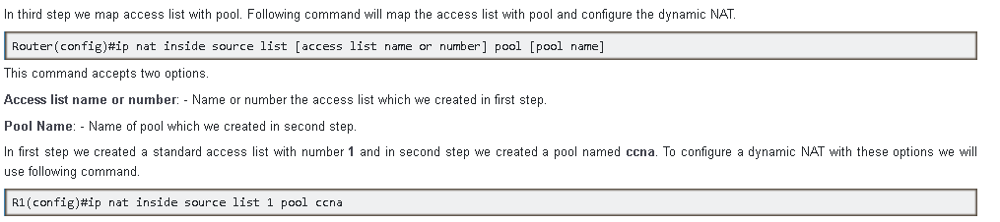 In third step we map access list with pool. Following command will map the access list with pool and configure the dynamic NAT.
Router(config)#ip nat inside source list [access list name or number] pool [pool name]
This command accepts two options.
Access list name or number: - Name or number the access list which we created in first step.
Pool Name: - Name of pool which we created in second step.
In first step we created a standard access list with number 1 and in second step we created a pool named ccna. To configure a dynamic NAT with these options we will
use following command.
R1(config)#ip nat inside source list 1 pool ccna